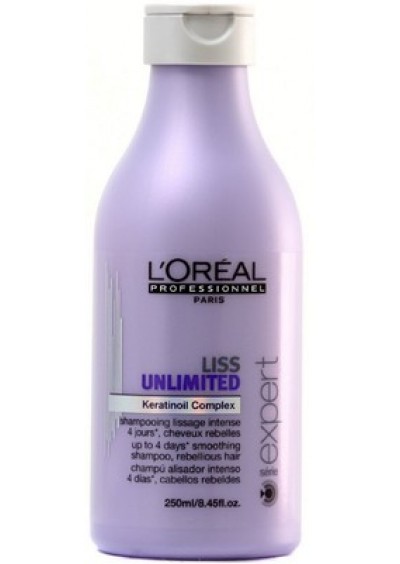 L'ORÉAL
PROFESSIONNEL
PARIS
LISS
UNLIMITED
Keratinoil Complex
shampooing lissage intense
4 jours*, cheveux rebelles
up to 4 days* smoothing
shampoo, rebellious hair
champú alisador intenso
4 días*, cabellos rebeldes
250ml/8.45fl.oz.
série expert